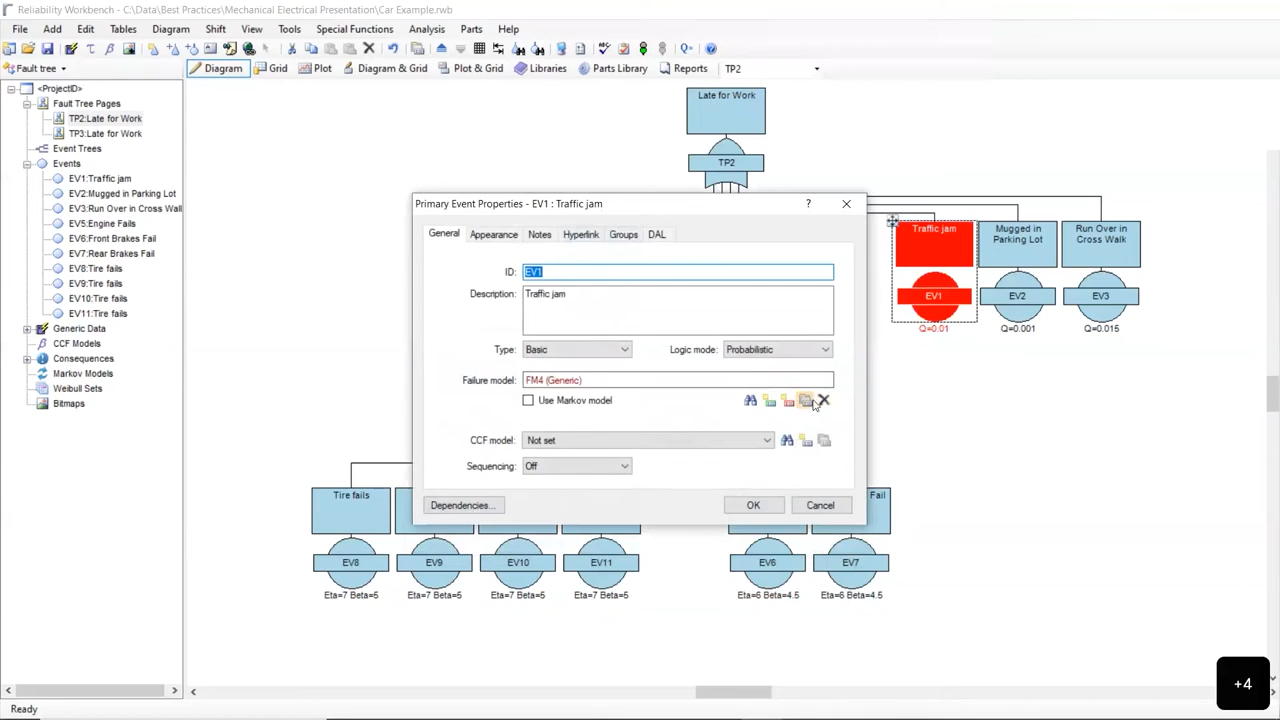 Reliability Workbench - C:\Data\Best Practices\Mechanical Electrical Presentation\Car Example.rwb
File Add Edit Tables Diagram Shift View Tools Special Functions Analysis Parts Help
Fault tree Diagram Grid Plot Diagram & Grid Plot & Grid Libraries Parts Library Reports TP2
<ProjectID>
Fault Tree Pages
TP2:Late for Work
TP3:Late for Work
Event Trees
Events
EV1:Traffic jam
EV2:Mugged in Parking Lot
EV3:Run Over in Cross Wal
EV5:Engine Fails
EV6:Front Brakes Fail
EV7:Rear Brakes Fail
EV8:Tire fails
EV9:Tire fails
EV10:Tire fails
EV11:Tire fails
Generic Data
CCF Models
Consequences
Markov Models
Weibull Sets
Bitmaps
Late for Work
TP2
Traffic jam
EV1
Q=0.01
Mugged in
Parking Lot
EV2
Q=0.001
Run Over in
Cross Walk
EV3
Q=0.015
Primary Event Properties - EV1 : Traffic jam ?
General Appearance Notes Hyperlink Groups DAL
ID: EV1
Description: Traffic jam
Type: Basic Logic mode: Probabilistic
Failure model: FM4 (Generic)
Use Markov model
CCF model: Not set
Sequencing: Off
Dependencies... OK Cancel
Tire fails
Fail
EV8 EV9 EV10 EV11 EV6 EV7
Eta=7 Beta=5 Eta=7 Beta=5 Eta=7 Beta=5 Eta=7 Beta=5 Eta=6 Beta=4.5 Eta=6 Beta=4.5
Ready
+4